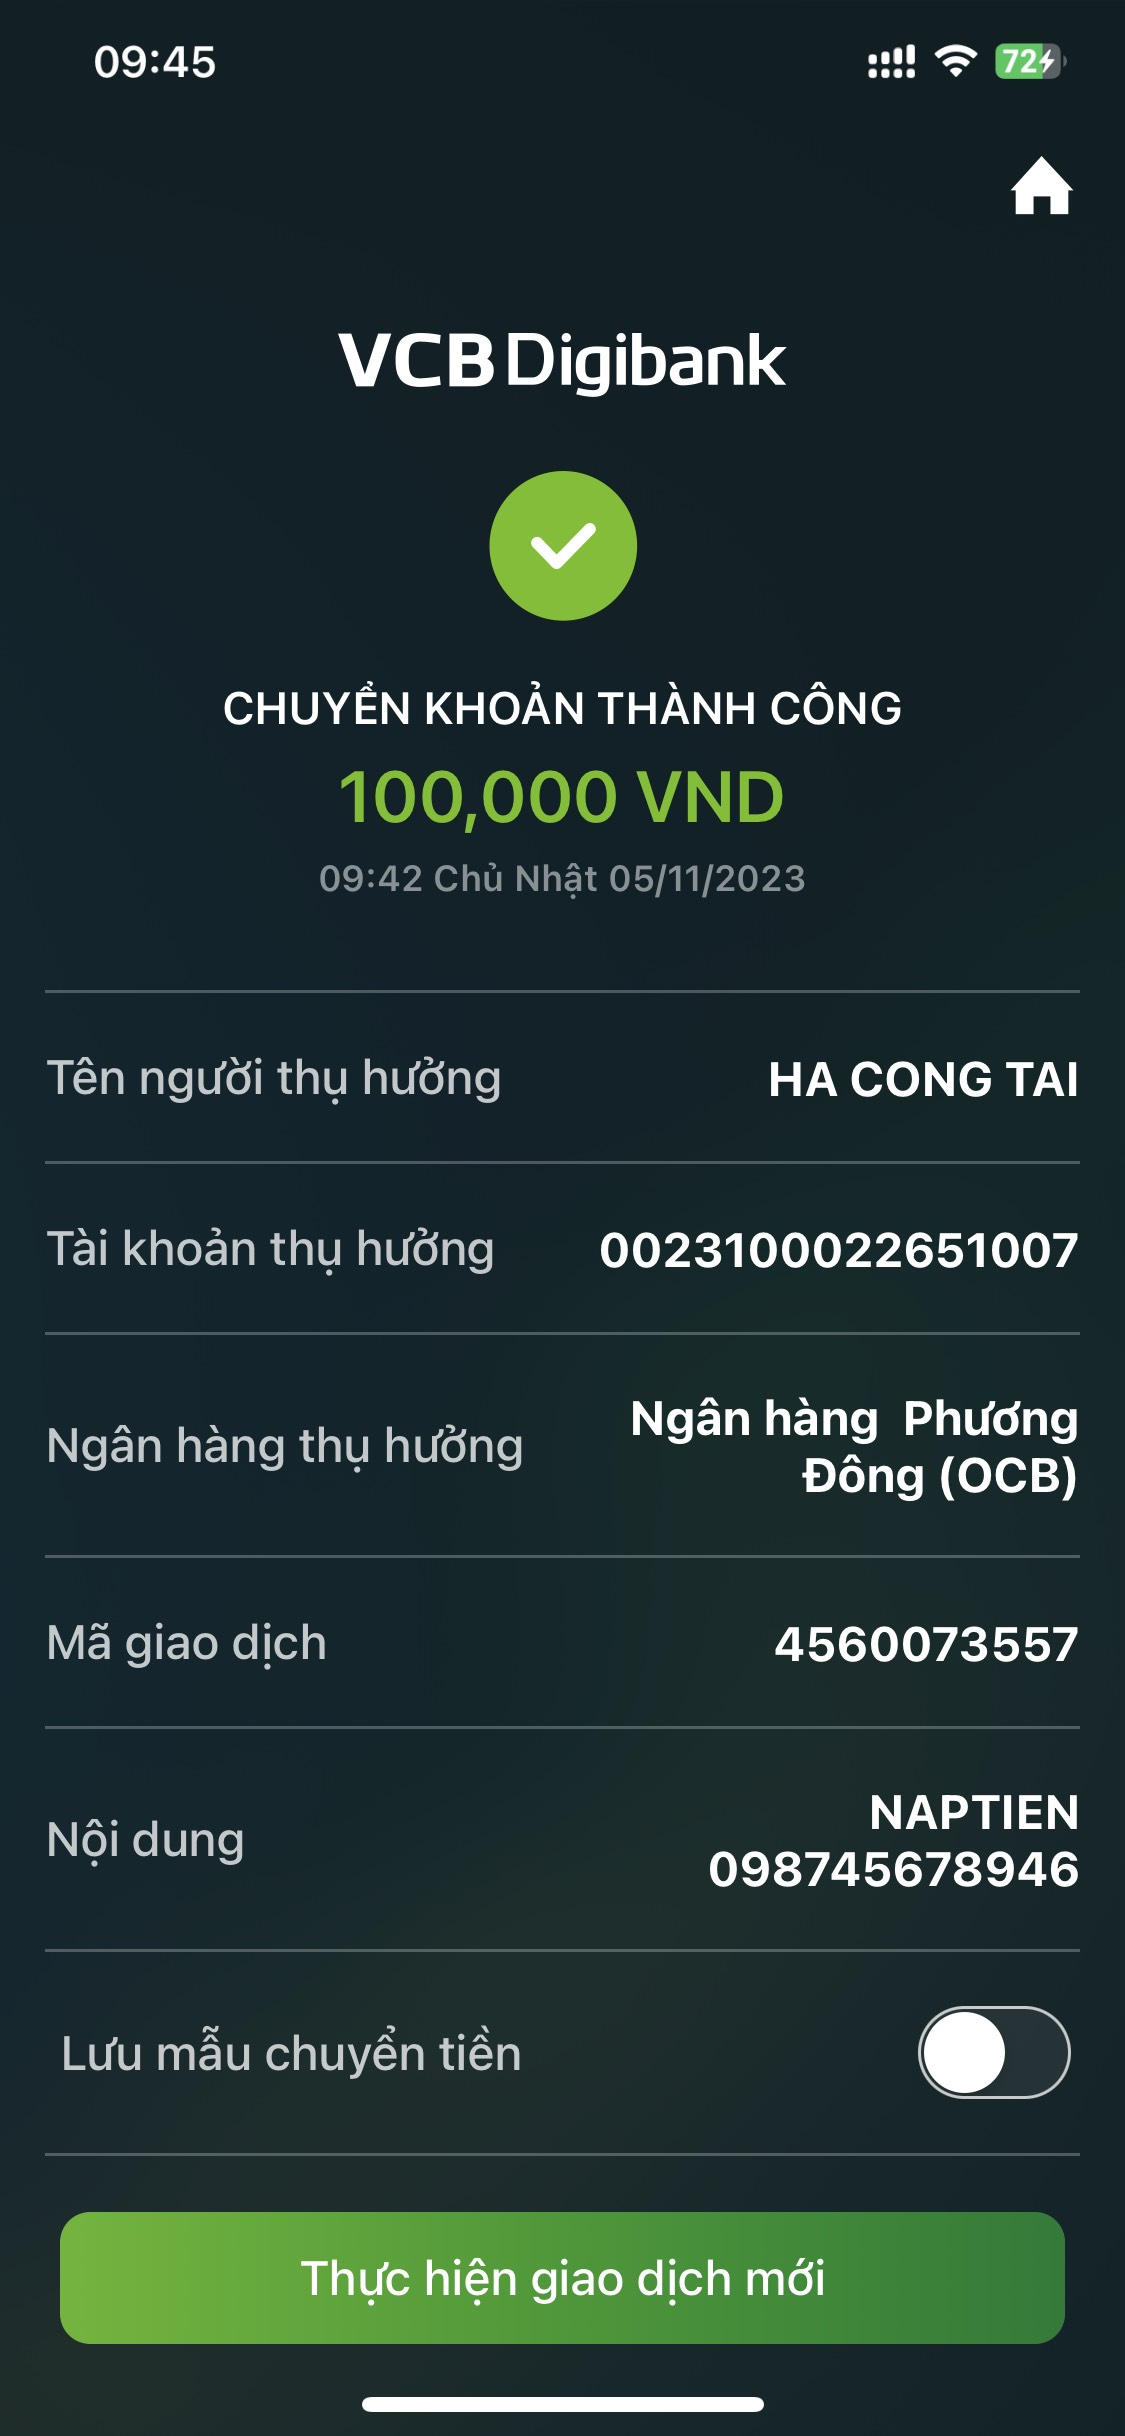 09:45
72
VCB Digibank
CHUYỂN KHOẢN THÀNH CÔNG
100,000 VND
09:42 Chủ Nhật 05/11/2023
Tên người thụ hưởng HA CONG TAI
Tài khoản thụ hưởng 0023100022651007
Ngân hàng thụ hưởng Ngân hàng Phương
Đông (OCB)
Mã giao dịch 4560073557
Nội dung NAPTIEN
098745678946
Lưu mẫu chuyển tiền
Thực hiện giao dịch mới